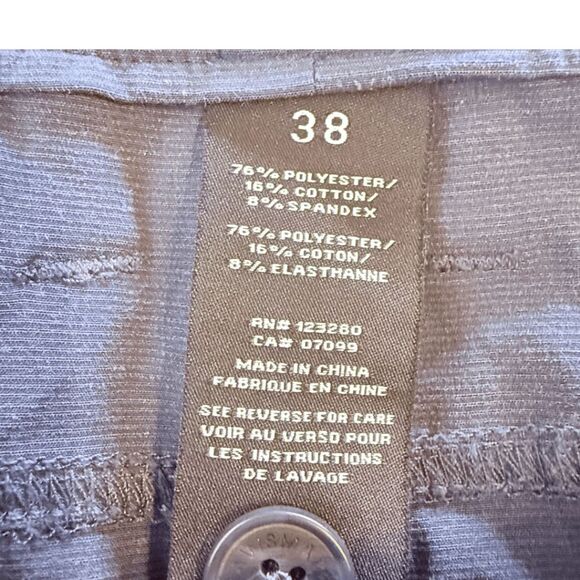 38
76% POLYESTER/
16% COTTON/
8% SPANDEX
76% POLYESTER/
16% COTON/
8% ELASTHANNE
RN# 123280
CA# 07099
MADE IN CHINA
FABRIQUE EN CHINE
SEE REVERSE FOR CARE
VOIR AU VERSO POUR
LES INSTRUCTIONS
DE LAVAGE